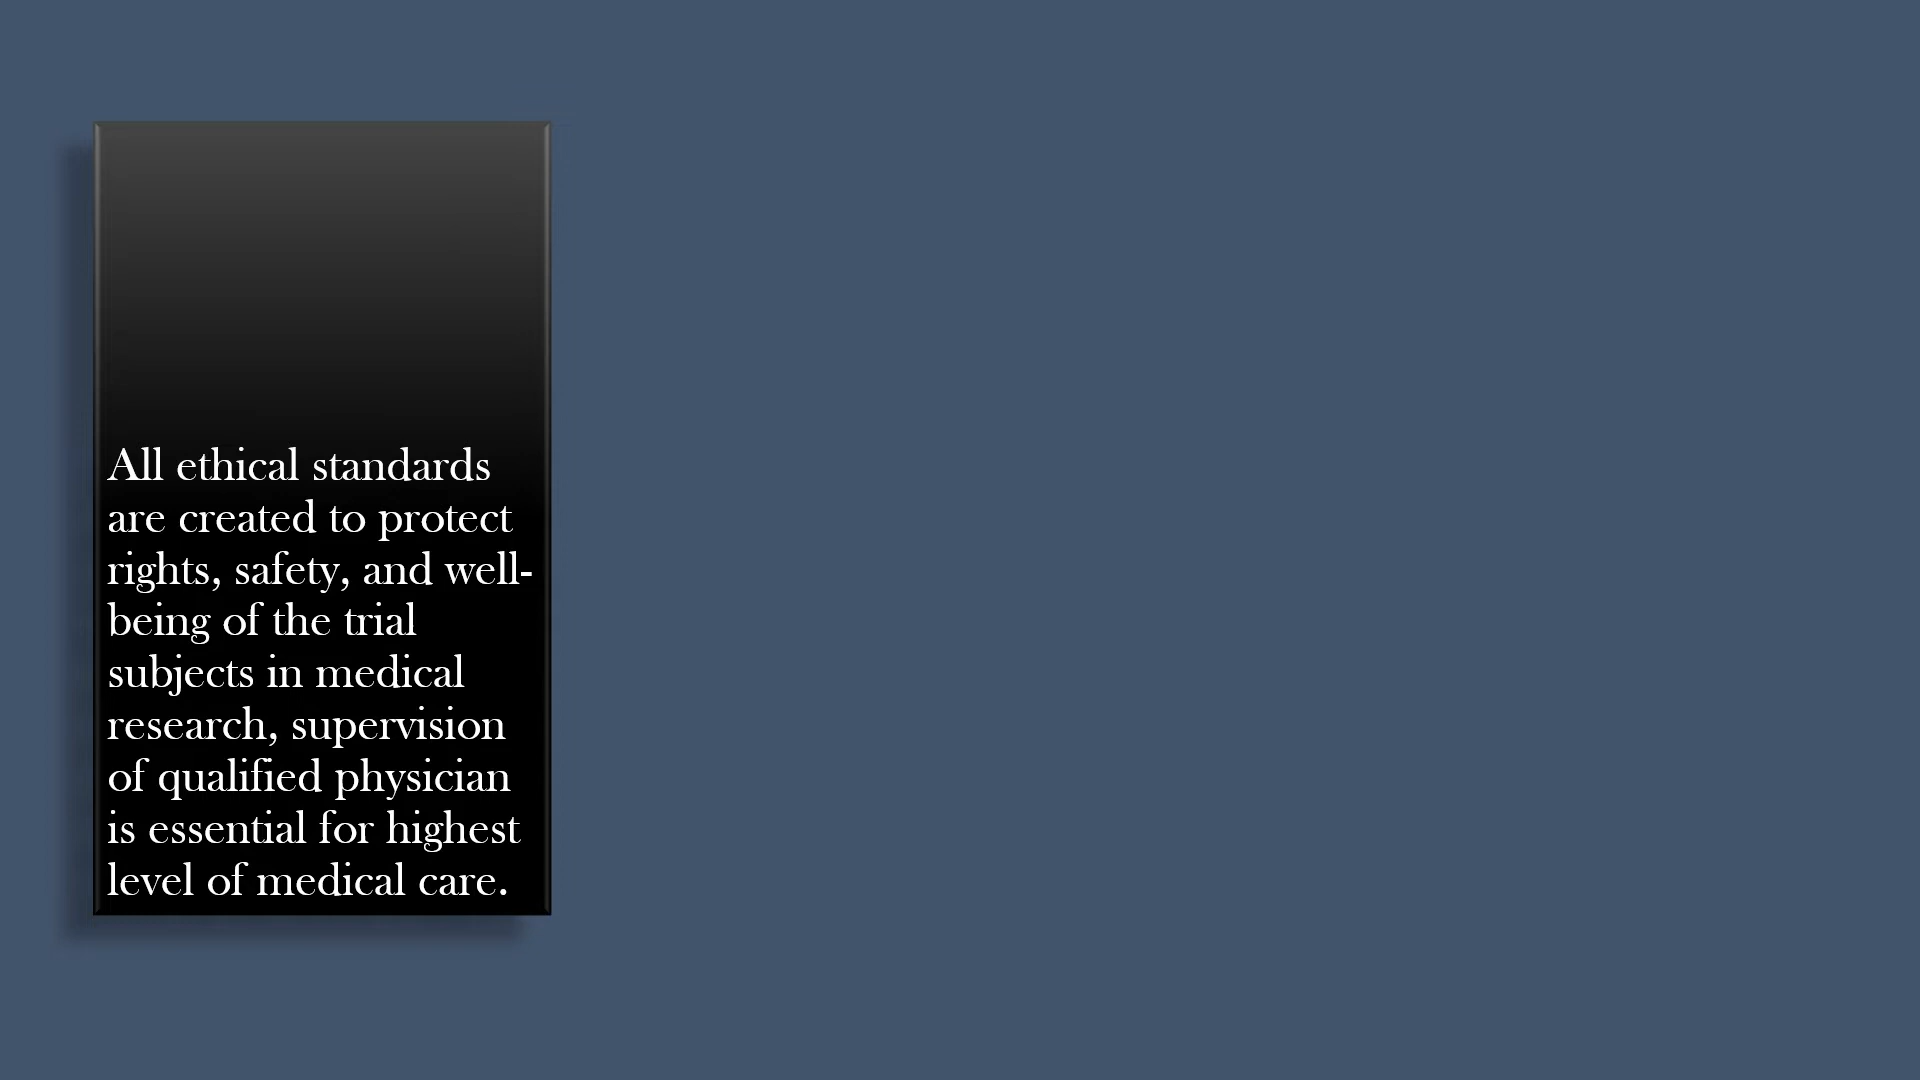 All ethical standards
are created to protect
rights, safety, and well-
being of the trial
subjects in medical
research, supervision
of qualified physician
is essential for highest
level of medical care.